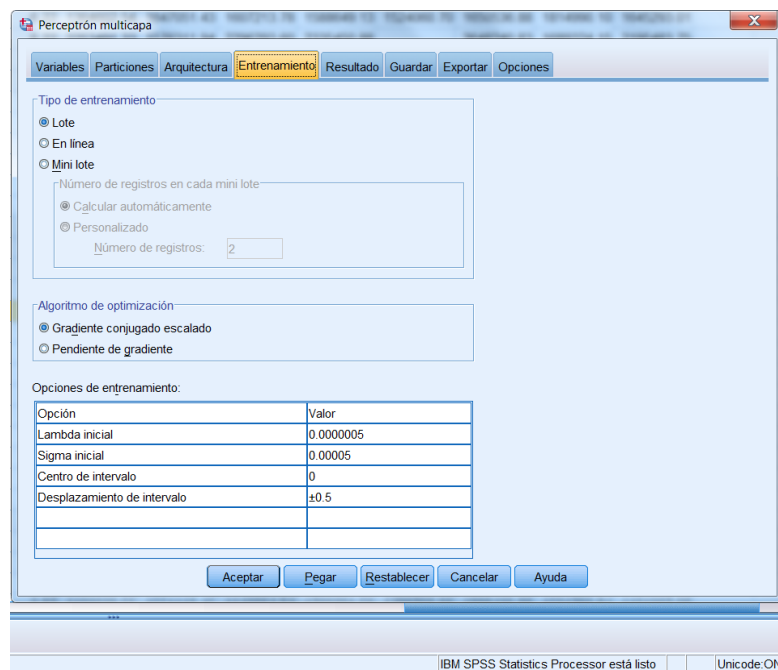 Perceptrón multicapa
Variables Particiones Arquitectura Entrenamiento Resultado Guardar Exportar Opciones
Tipo de entrenamiento
Lote
En línea
Mini lote
Número de registros en cada mini lote
Calcular automáticamente
Personalizado
Número de registros: 2
Algoritmo de optimización
Gradiente conjugado escalado
Pendiente de gradiente
Opciones de entrenamiento:
Opción Valor
Lambda inicial 0.0000005
Sigma inicial 0.00005
Centro de intervalo 0
Desplazamiento de intervalo ±0.5
Aceptar Pegar Restablecer Cancelar Ayuda
IBM SPSS Statistics Processor está listo Unicode:ON